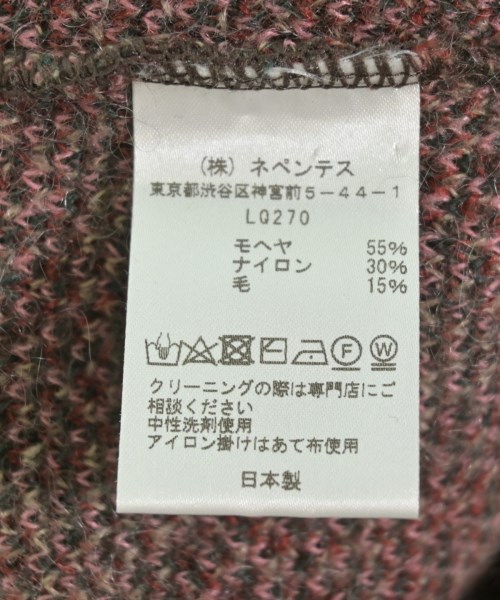 (株) ネペンテス
東京都渋谷区神宮前5-44-1
LQ270
モヘヤ 55%
ナイロン 30%
毛 15%
F W
クリーニングの際は専門店にご
相談ください
中性洗剤使用
アイロン掛けはあて布使用
日本製